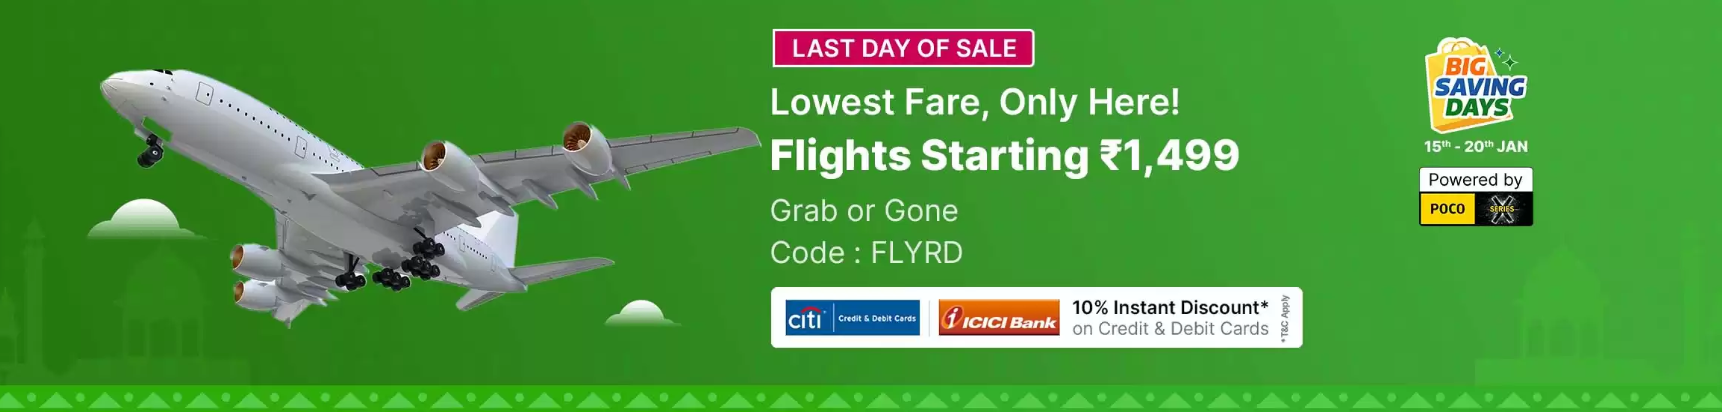 LAST DAY OF SALE
Lowest Fare, Only Here!
Flights Starting ₹1,499
Grab or Gone
Code : FLYRD
citi Credit & Debit Cards
i ICICI Bank
10% Instant Discount*
on Credit & Debit Cards
*T&C Apply
BIG
SAVING
DAYS
15th - 20th JAN
Powered by
POCO
X SERIES